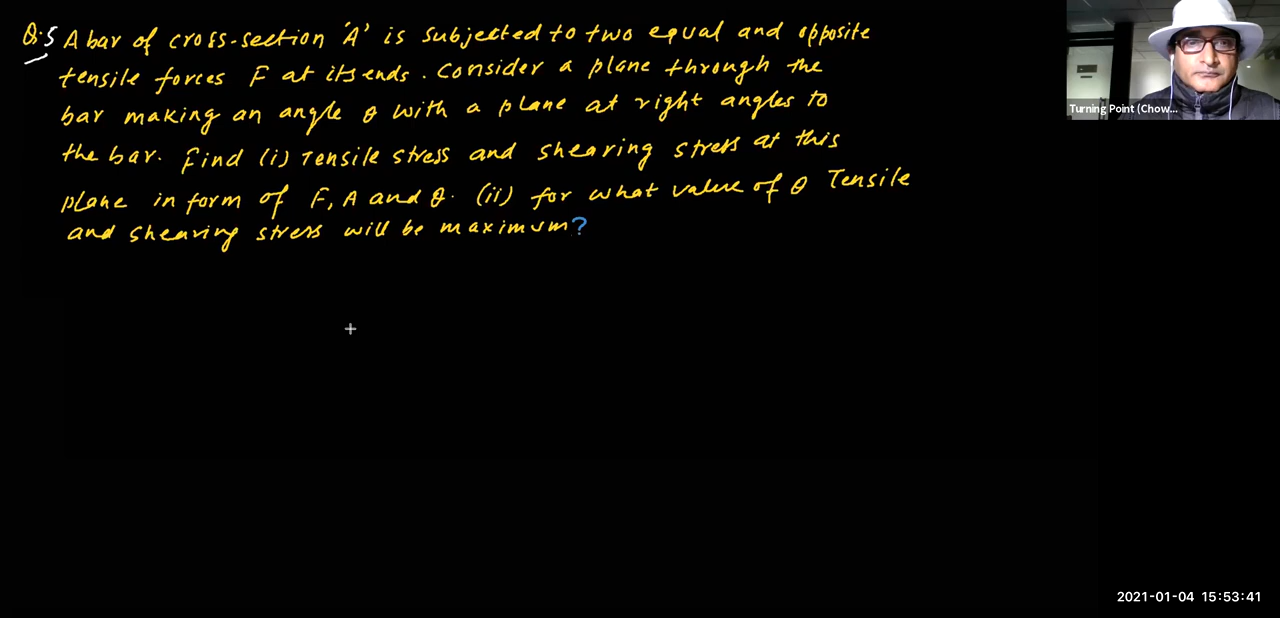 Q.5 A bar of cross-section 'A' is subjected to two equal and opposite
tensile forces F at its ends. Consider a plane through the
bar making an angle θ with a plane at right angles to
the bar. Find (i) Tensile stress and shearing stress at this
plane in form of F, A and θ. (ii) for what value of θ Tensile
and shearing stress will be maximum?
Turning Point (Chow...
2021-01-04 15:53:41